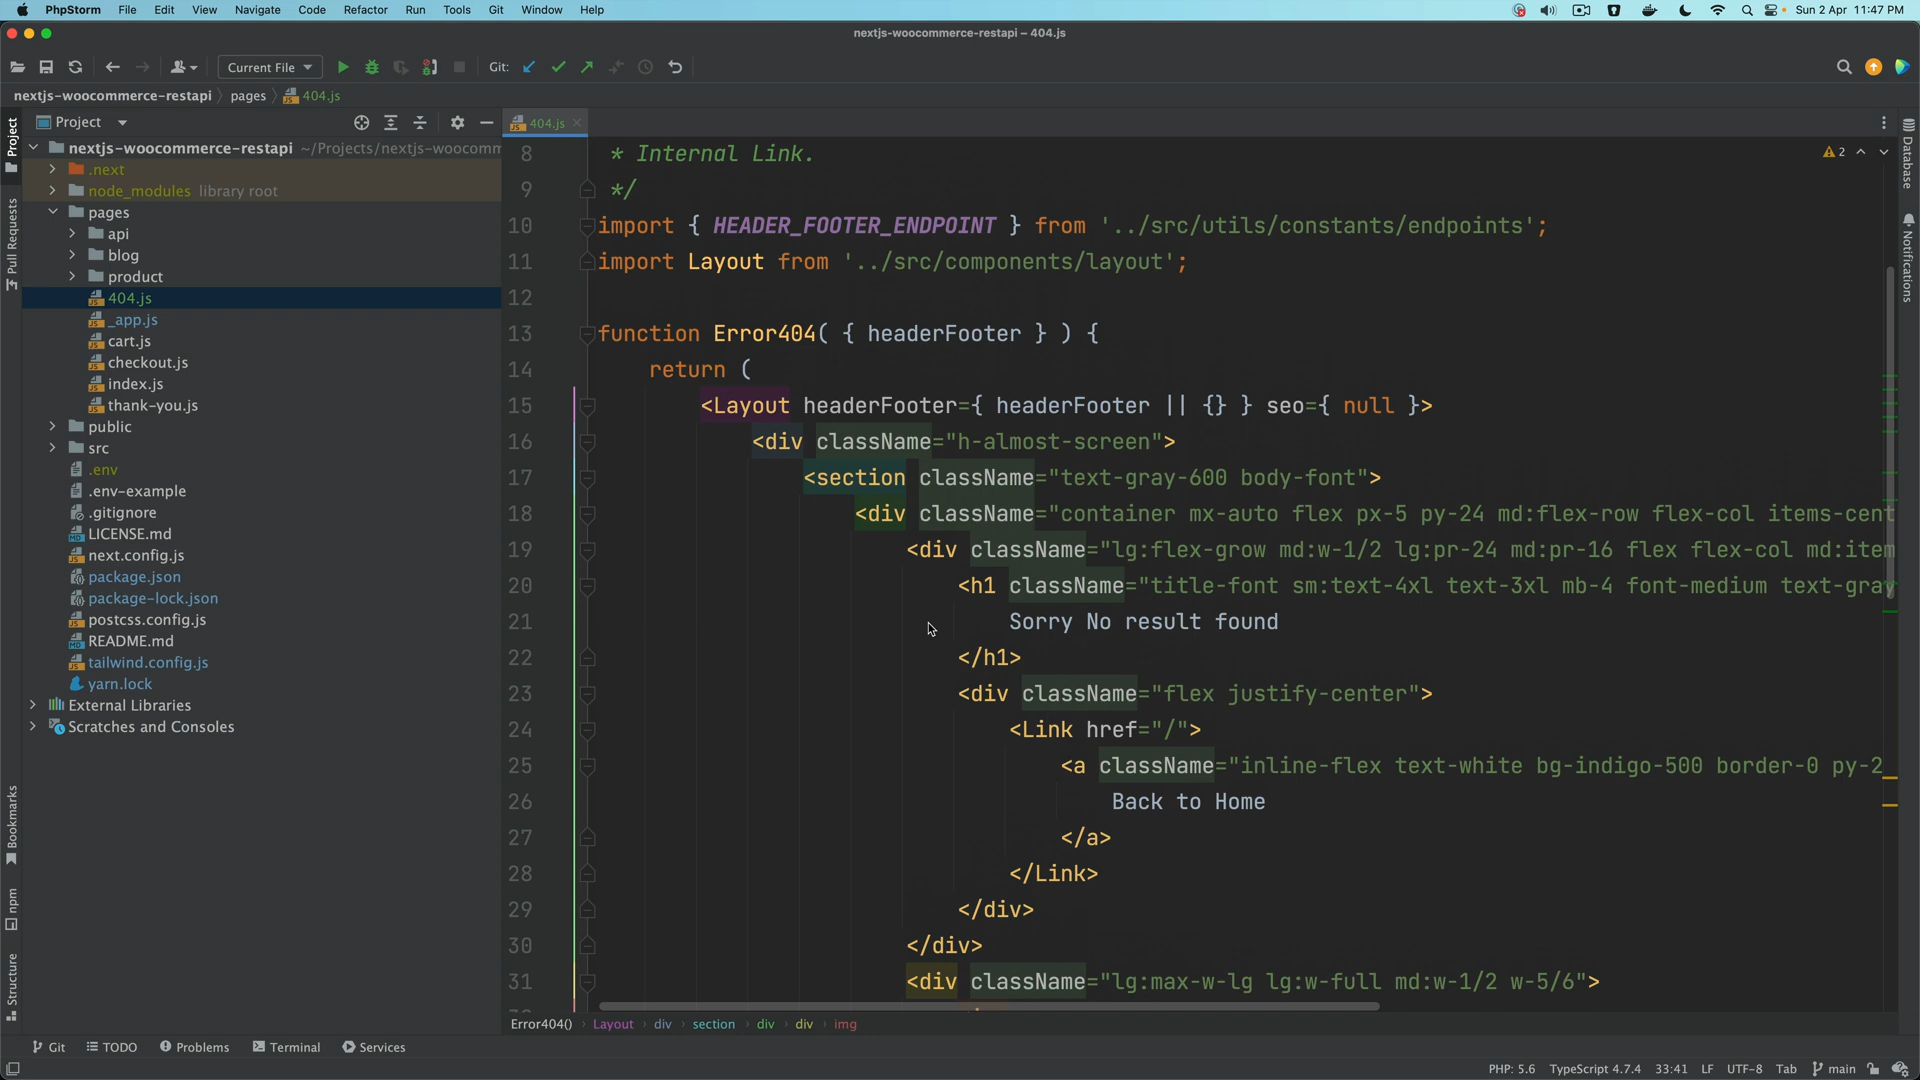 PhpStorm File Edit View Navigate Code Refactor Run Tools Git Window Help Sun 2 Apr 11:47 PM
nextjs-woocommerce-restapi – 404.js
Current File Git:
nextjs-woocommerce-restapi pages 404.js
Project
nextjs-woocommerce-restapi ~/Projects/nextjs-woocomm
.next
node_modules library root
pages
api
blog
product
404.js
_app.js
cart.js
checkout.js
index.js
thank-you.js
public
src
.env
.env-example
.gitignore
LICENSE.md
next.config.js
package.json
package-lock.json
postcss.config.js
README.md
tailwind.config.js
yarn.lock
External Libraries
Scratches and Consoles
Project
Pull Requests
Bookmarks
npm
Structure
404.js
2
8 * Internal Link.
9 */
10 import { HEADER_FOOTER_ENDPOINT } from '../src/utils/constants/endpoints';
11 import Layout from '../src/components/layout';
12
13 function Error404( { headerFooter } ) {
14 return (
15 <Layout headerFooter={ headerFooter || {} } seo={ null }>
16 <div className="h-almost-screen">
17 <section className="text-gray-600 body-font">
18 <div className="container mx-auto flex px-5 py-24 md:flex-row flex-col items-cent
19 <div className="lg:flex-grow md:w-1/2 lg:pr-24 md:pr-16 flex flex-col md:item
20 <h1 className="title-font sm:text-4xl text-3xl mb-4 font-medium text-gray
21 Sorry No result found
22 </h1>
23 <div className="flex justify-center">
24 <Link href="/">
25 <a className="inline-flex text-white bg-indigo-500 border-0 py-2
26 Back to Home
27 </a>
28 </Link>
29 </div>
30 </div>
31 <div className="lg:max-w-lg lg:w-full md:w-1/2 w-5/6">
Database
Notifications
Error404() Layout div section div div img
Git TODO Problems Terminal Services
PHP: 5.6 TypeScript 4.7.4 33:41 LF UTF-8 Tab main